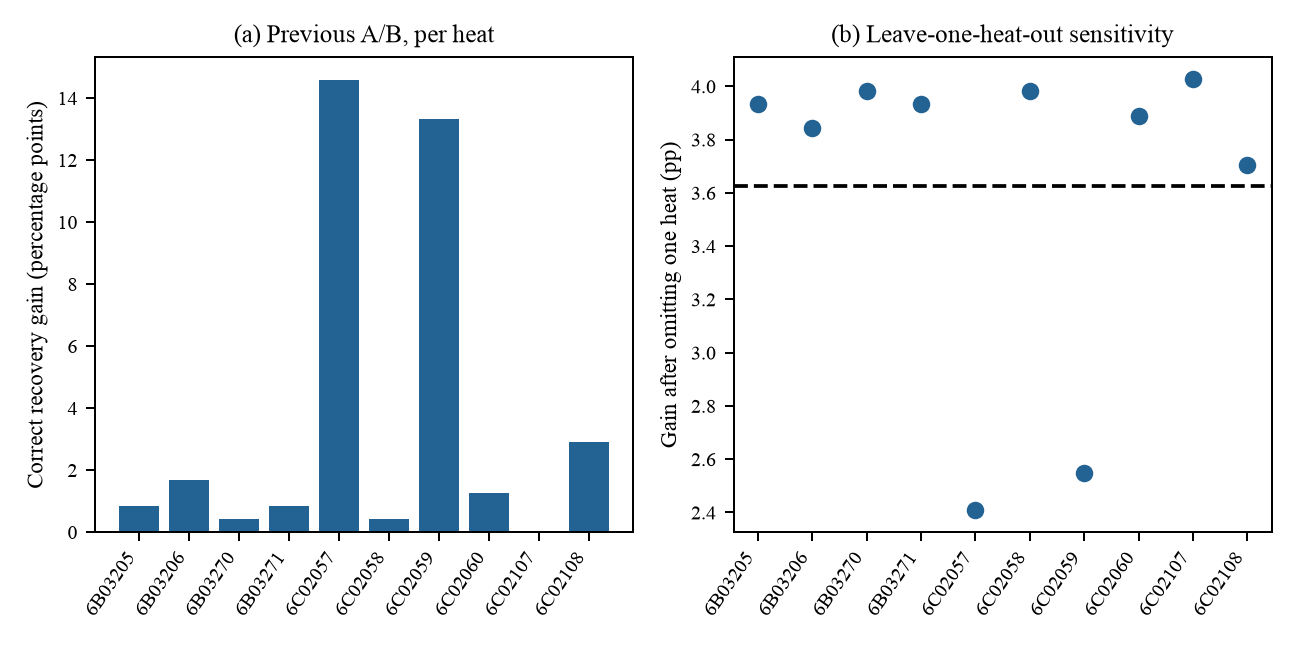 (a) Previous A/B, per heat
Correct recovery gain (percentage points)
14
12
10
8
6
4
2
0
6B03205
6B03206
6B03270
6B03271
6C02057
6C02058
6C02059
6C02060
6C02107
6C02108
(b) Leave-one-heat-out sensitivity
Gain after omitting one heat (pp)
4.0
3.8
3.6
3.4
3.2
3.0
2.8
2.6
2.4
6B03205
6B03206
6B03270
6B03271
6C02057
6C02058
6C02059
6C02060
6C02107
6C02108